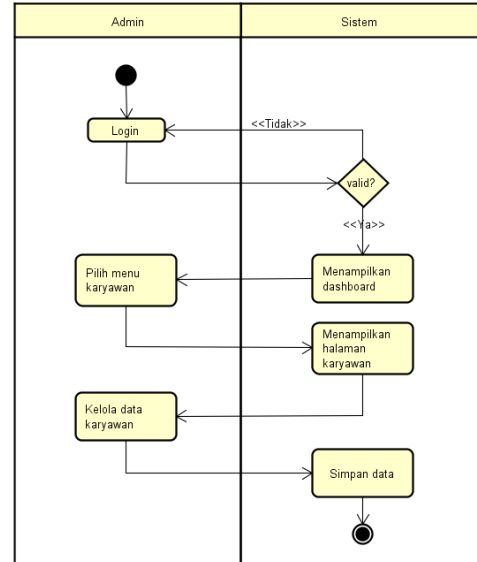 Admin
Sistem
Login
<<Tidak>>
valid?
<<Ya>>
Pilih menu
karyawan
Menampilkan
dashboard
Menampilkan
halaman
karyawan
Kelola data
karyawan
Simpan data